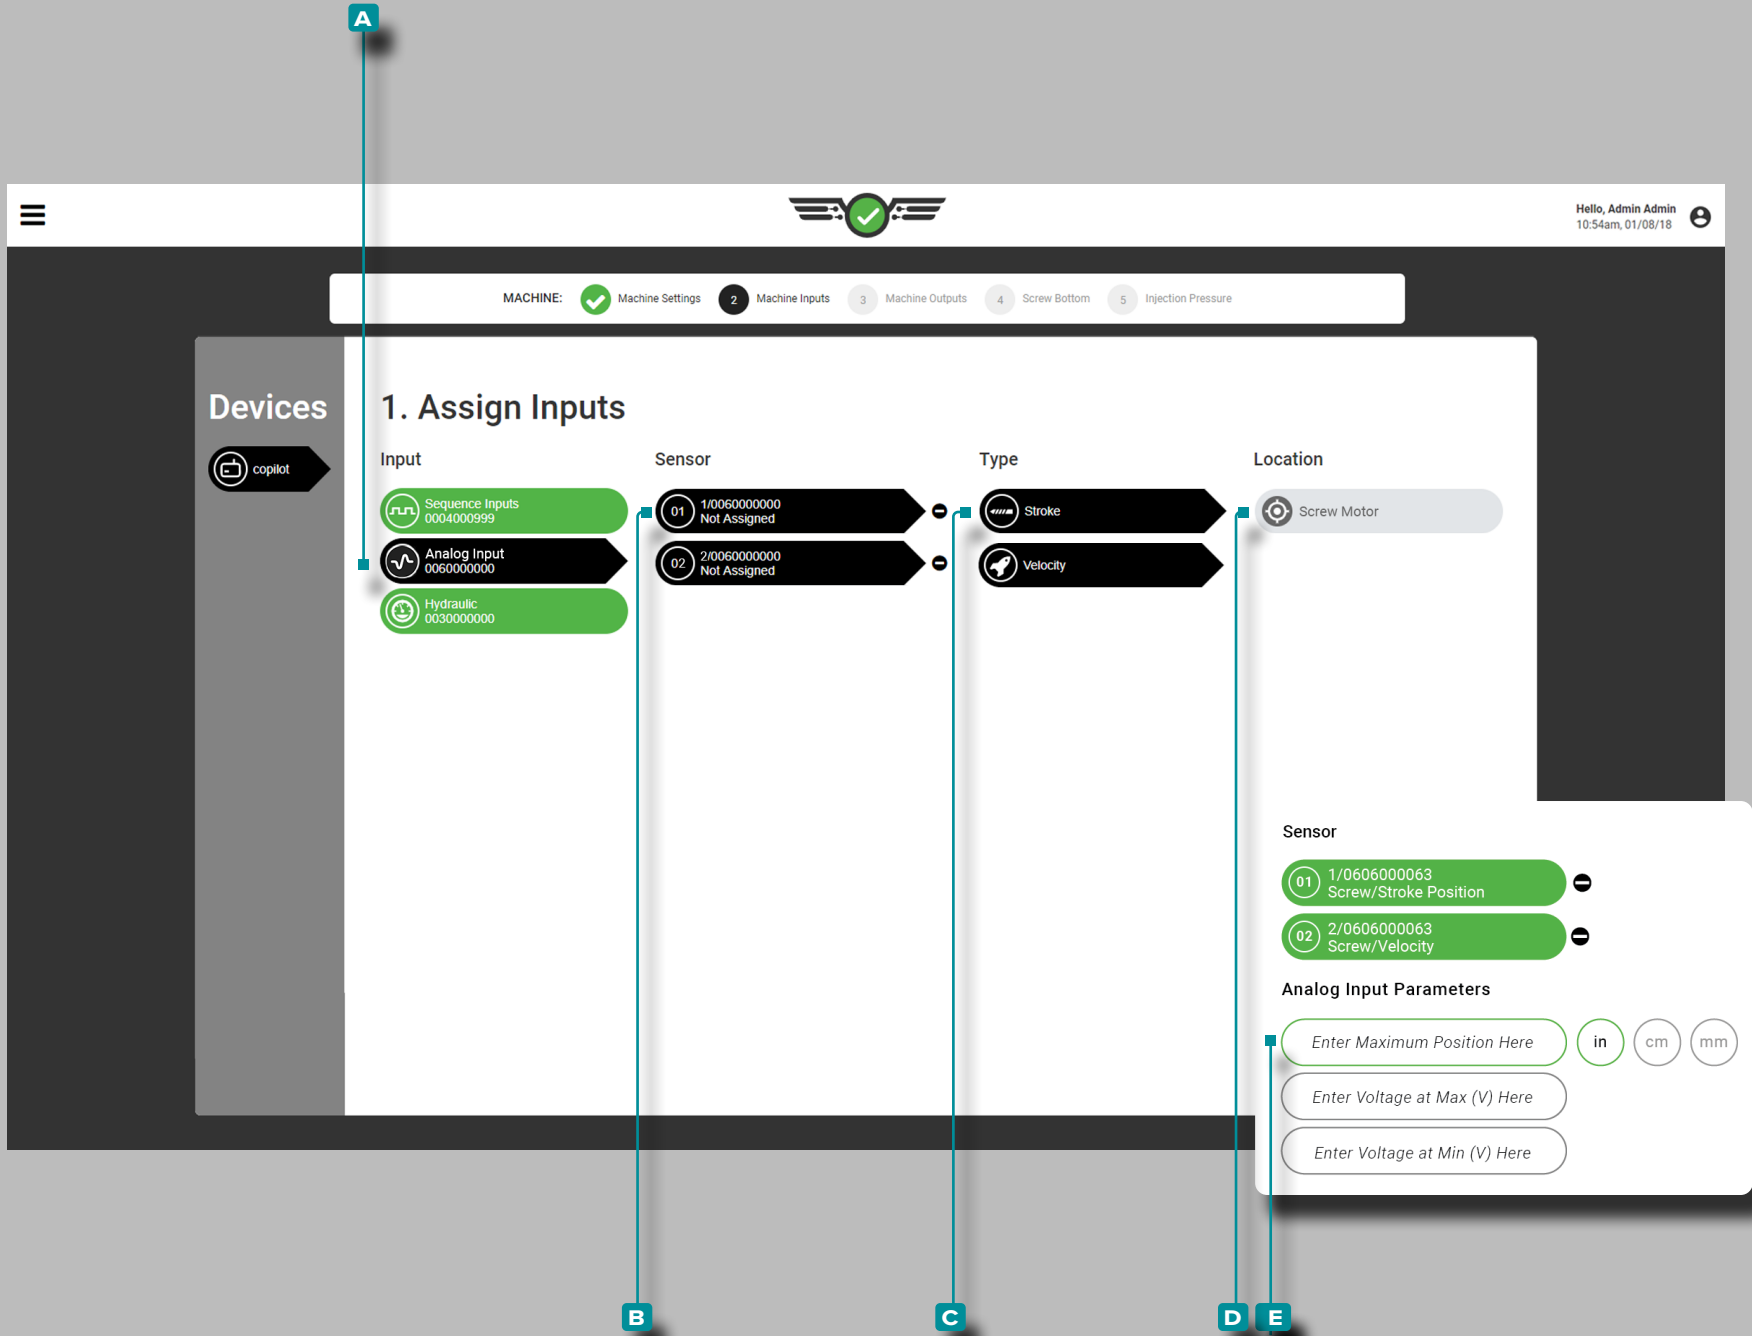 A
Hello, Admin Admin
10:54am, 01/08/18
MACHINE: Machine Settings 2 Machine Inputs 3 Machine Outputs 4 Screw Bottom 5 Injection Pressure
Devices
copilot
1. Assign Inputs
Input Sensor Type Location
Sequence Inputs
0004000999
Analog Input
0060000000
Hydraulic
0030000000
01 1/0060000000
Not Assigned
02 2/0060000000
Not Assigned
Stroke
Velocity
Screw Motor
Sensor
01 1/0606000063
Screw/Stroke Position
02 2/0606000063
Screw/Velocity
Analog Input Parameters
Enter Maximum Position Here in cm mm
Enter Voltage at Max (V) Here
Enter Voltage at Min (V) Here
B C D E